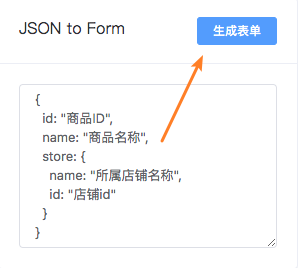 JSON to Form
生成表单
{
id: "商品ID",
name: "商品名称",
store: {
name: "所属店铺名称",
id: "店铺id"
}
}